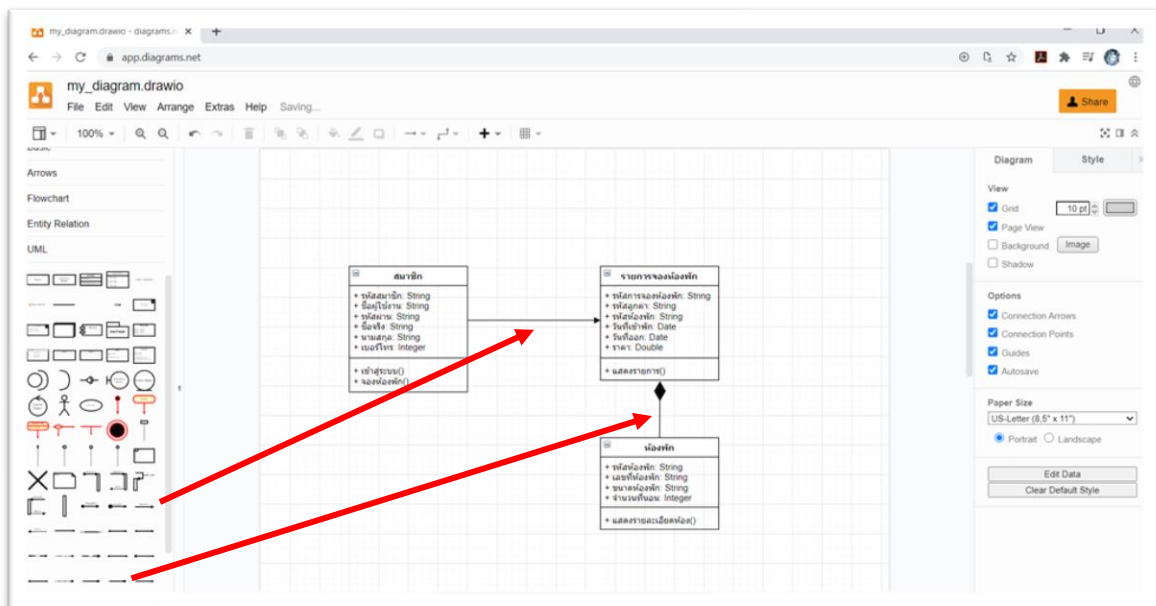 my_diagram.drawio - diagrams.n
app.diagrams.net
my_diagram.drawio
File Edit View Arrange Extras Help Saving...
Share
100%
Arrows
Flowchart
Entity Relation
UML
สมาชิก
+ รหัสสมาชิก: String
+ ชื่อผู้ใช้งาน: String
+ รหัสผ่าน: String
+ ชื่อจริง: String
+ นามสกุล: String
+ เบอร์โทร: Integer
+ เข้าสู่ระบบ()
+ จองห้องพัก()
รายการจองห้องพัก
+ รหัสการจองห้องพัก: String
+ รหัสลูกค้า: String
+ รหัสห้องพัก: String
+ วันที่เข้าพัก: Date
+ วันที่ออก: Date
+ ราคา: Double
+ แสดงรายการ()
ห้องพัก
+ รหัสห้องพัก: String
+ เลขที่ห้องพัก: String
+ ขนาดห้องพัก: String
+ จำนวนที่นอน: Integer
+ แสดงรายละเอียดห้อง()
Diagram Style
View
Grid 10 pt
Page View
Background Image
Shadow
Options
Connection Arrows
Connection Points
Guides
Autosave
Paper Size
US-Letter (8,5" x 11")
Portrait Landscape
Edit Data
Clear Default Style